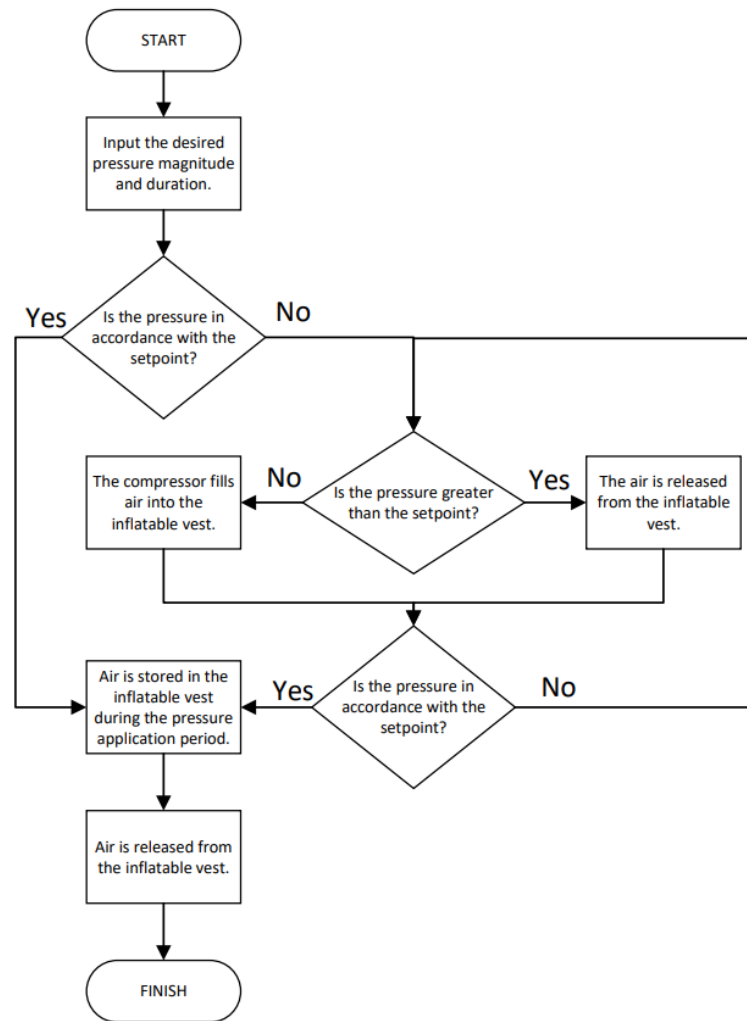 START
Input the desired
pressure magnitude
and duration.
Is the pressure in
accordance with the
setpoint?
Yes
No
Is the pressure greater
than the setpoint?
No
Yes
The compressor fills
air into the
inflatable vest.
The air is released
from the inflatable
vest.
Is the pressure in
accordance with the
setpoint?
Yes
No
Air is stored in the
inflatable vest
during the pressure
application period.
Air is released from
the inflatable vest.
FINISH